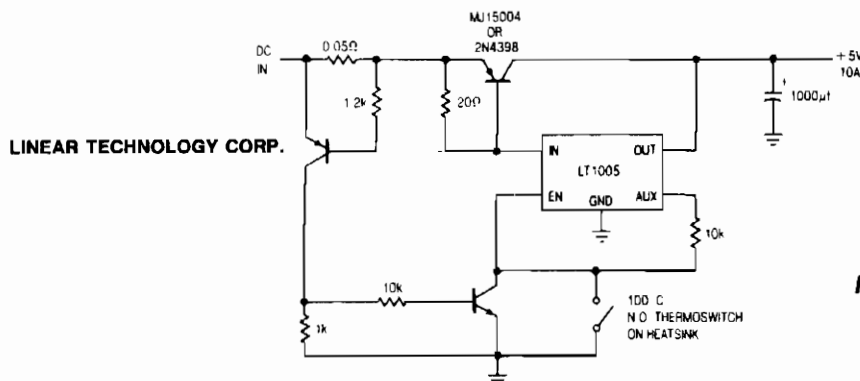 MJ15004
OR
2N4398
DC
IN
0.05Ω
+5V
10A
1.2k
20Ω
+
1000µf
LINEAR TECHNOLOGY CORP.
IN
OUT
LT1005
EN
GND
AUX
10k
10k
1k
100 C
N O THERMOSWITCH
ON HEATSINK